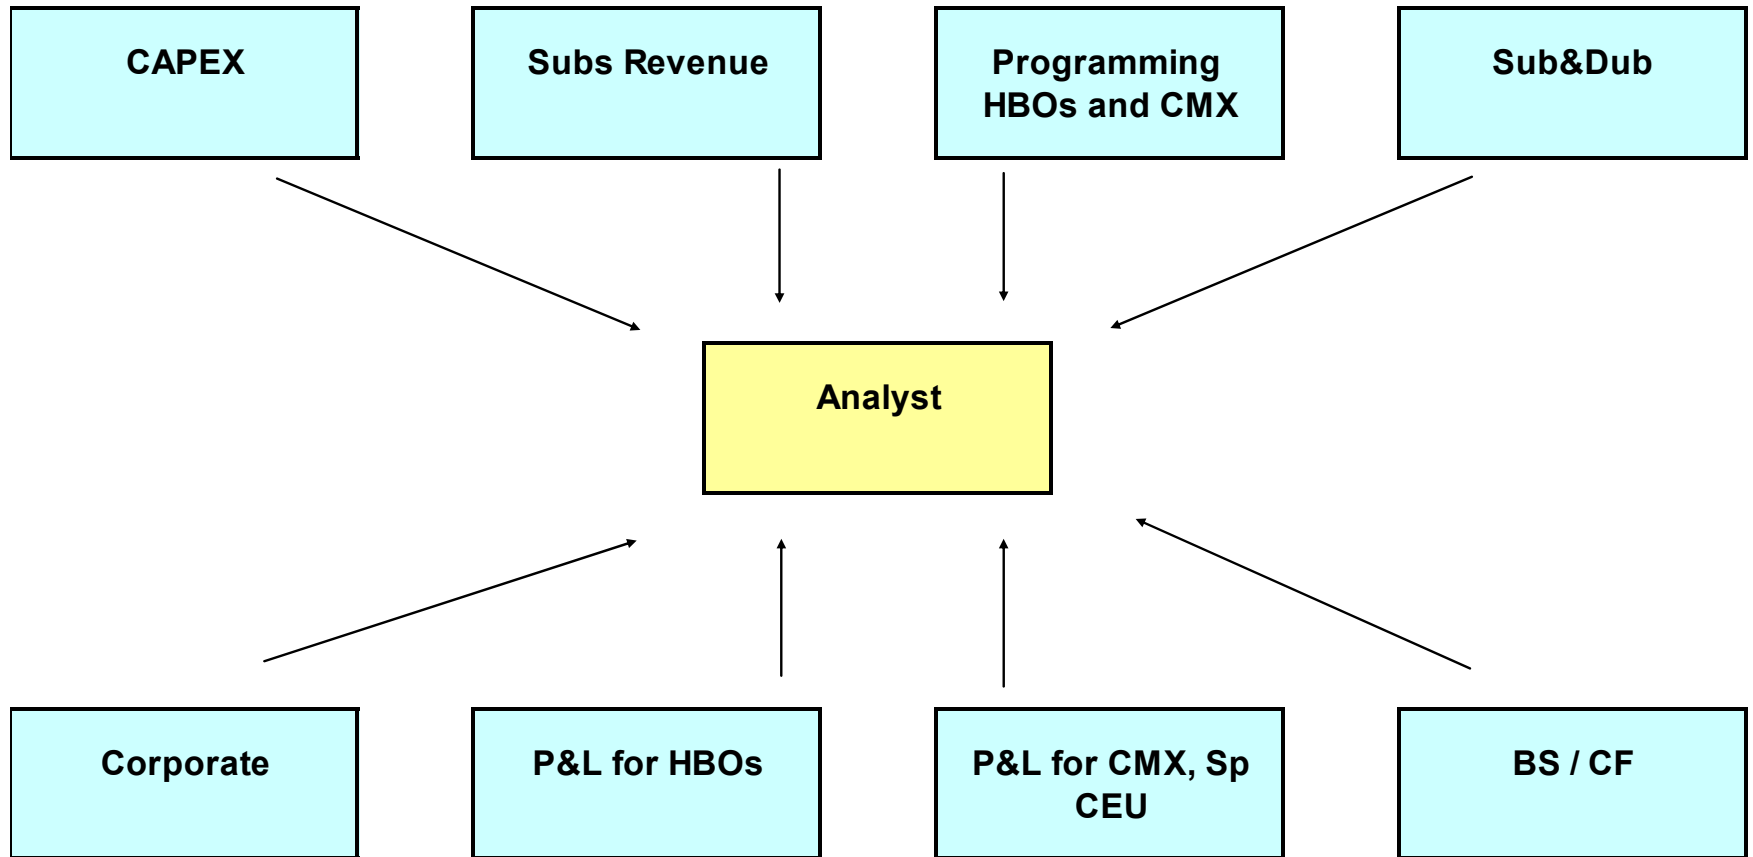 CAPEX
Subs Revenue
Programming
HBOs and CMX
Sub&Dub
Analyst
Corporate
P&L for HBOs
P&L for CMX, Sp
CEU
BS / CF